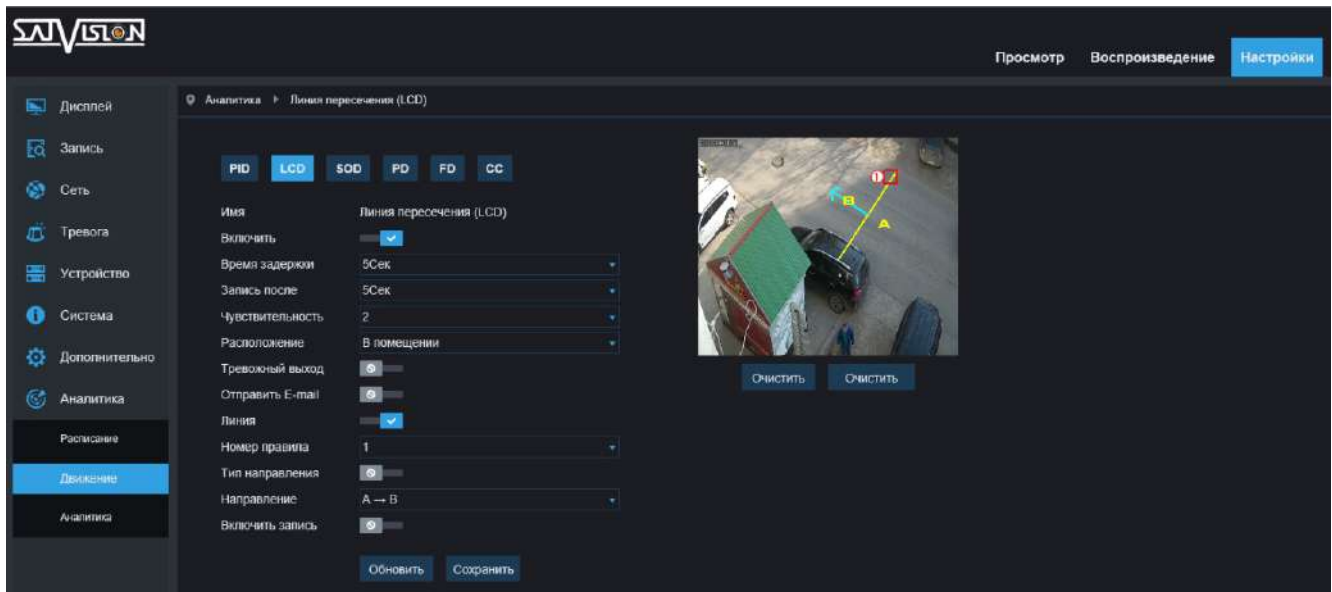 SATVISION
Просмотр Воспроизведение Настройки
Дисплей
Запись
Сеть
Тревога
Устройство
Система
Дополнительно
Аналитика
Расписание
Движение
Аналитика
Аналитика Линия пересечения (LCD)
PID LCD SOD PD FD CC
Имя Линия пересечения (LCD)
Включить
Время задержки 5Сек
Запись после 5Сек
Чувствительность 2
Расположение В помещении
Тревожный выход
Отправить E-mail
Линия
Номер правила 1
Тип направления
Направление A → B
Включить запись
Обновить Сохранить
1
B
A
Очистить Очистить